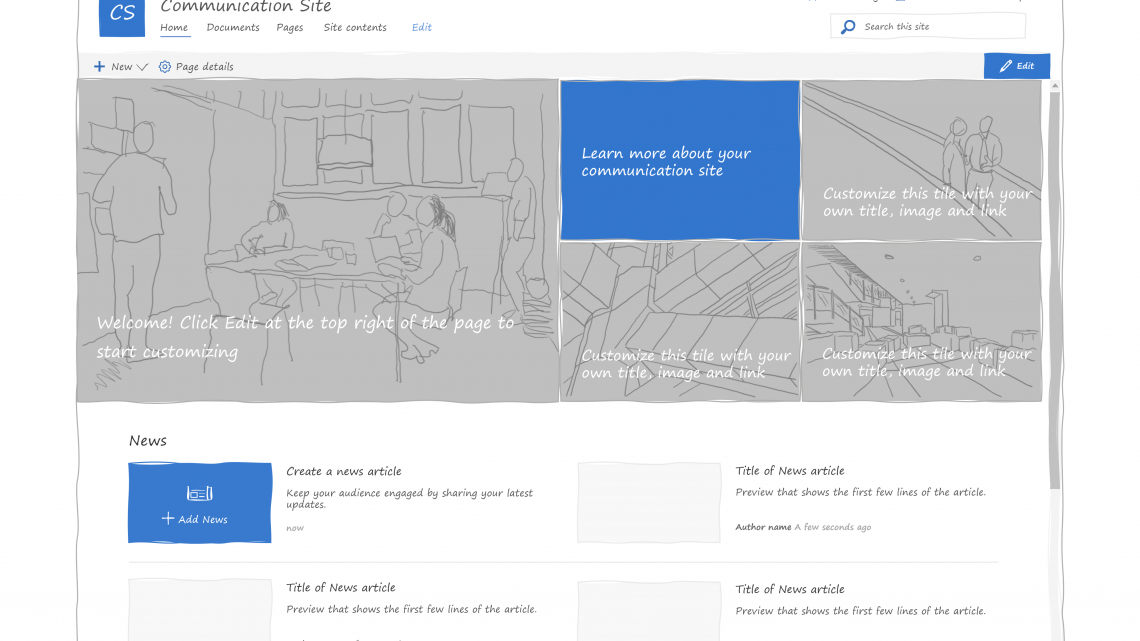 CS
Communication Site
Home Documents Pages Site contents Edit
Search this site
New Page details
Edit
Welcome! Click Edit at the top right of the page to
start customizing
Learn more about your
communication site
Customize this tile with your
own title, image and link
Customize this tile with your
own title, image and link
Customize this tile with your
own title, image and link
News
Add News
Create a news article
Keep your audience engaged by sharing your latest
updates.
now
Title of News article
Preview that shows the first few lines of the article.
Author name A few seconds ago
Title of News article
Preview that shows the first few lines of the article.
Title of News article
Preview that shows the first few lines of the article.